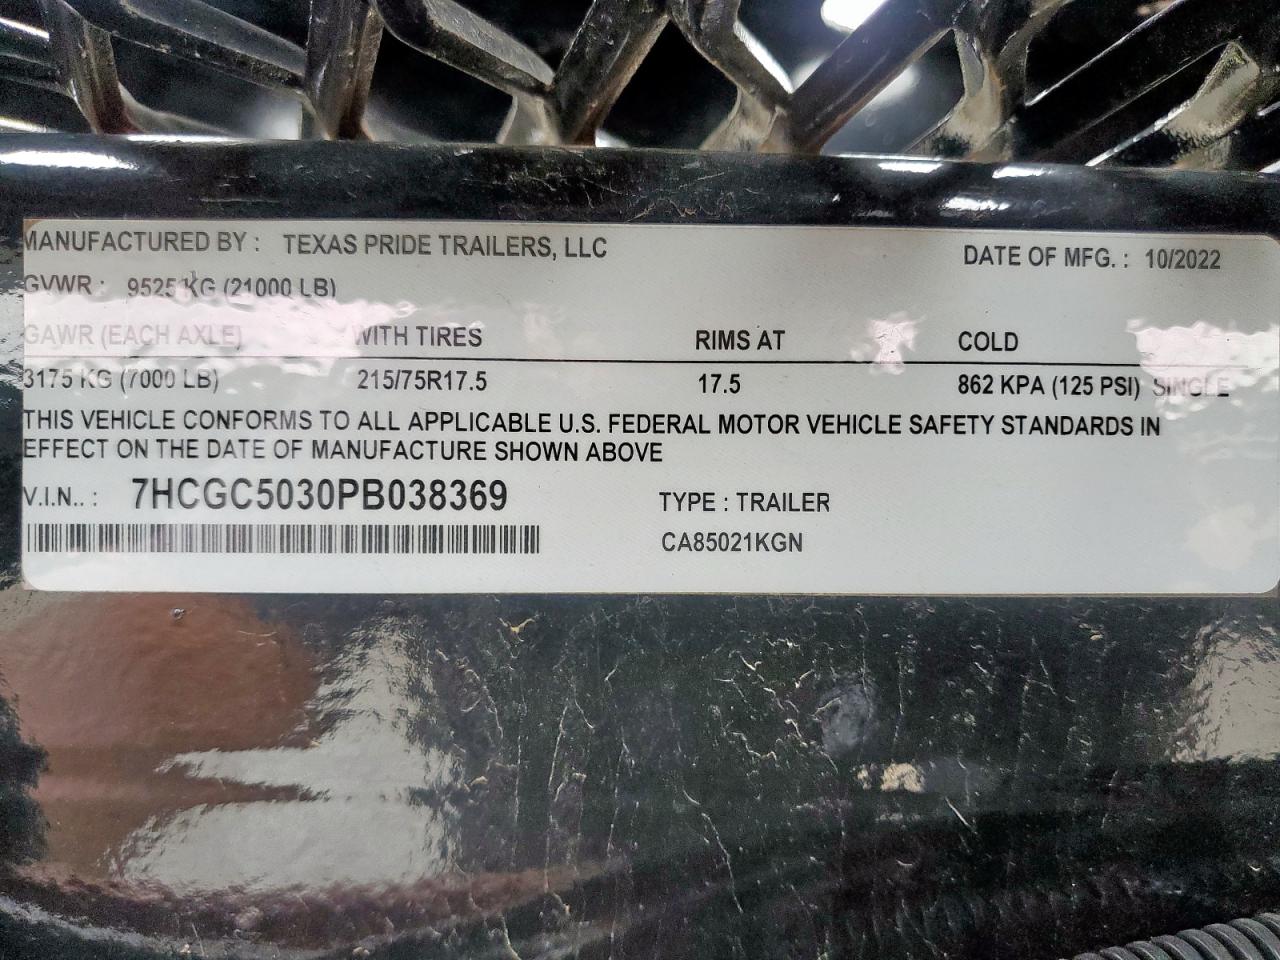 MANUFACTURED BY : TEXAS PRIDE TRAILERS, LLC DATE OF MFG. : 10/2022
GVWR : 9525 KG (21000 LB)
GAWR (EACH AXLE) WITH TIRES RIMS AT COLD
3175 KG (7000 LB) 215/75R17.5 17.5 862 KPA (125 PSI) SINGLE
THIS VEHICLE CONFORMS TO ALL APPLICABLE U.S. FEDERAL MOTOR VEHICLE SAFETY STANDARDS IN
EFFECT ON THE DATE OF MANUFACTURE SHOWN ABOVE
V.I.N.. : 7HCGC5030PB038369 TYPE : TRAILER
CA85021KGN